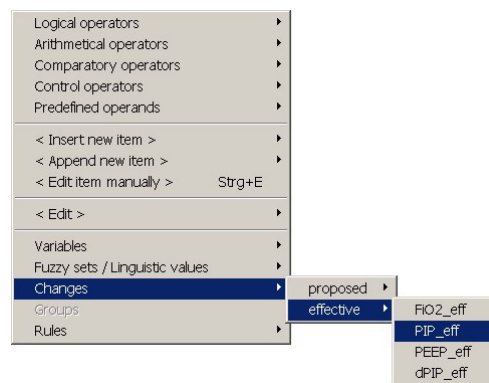 Logical operators
Arithmetical operators
Comparatory operators
Control operators
Predefined operands
< Insert new item >
< Append new item >
< Edit item manually > Strg+E
< Edit >
Variables
Fuzzy sets / Linguistic values
Changes
Groups
Rules
proposed
effective
FiO2_eff
PIP_eff
PEEP_eff
dPIP_eff